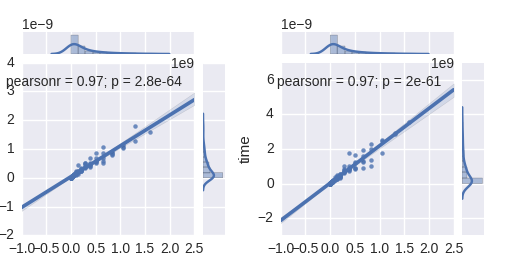 1e−9
1e−9
1e9
1e9
pearsonr = 0.97; p = 2.8e-64
pearsonr = 0.97; p = 2e-61
4
3
2
1
0
−1
−2
6
4
2
0
−2
time
−1.0−0.5 0.0 0.5 1.0 1.5 2.0 2.5
−1.0−0.5 0.0 0.5 1.0 1.5 2.0 2.5